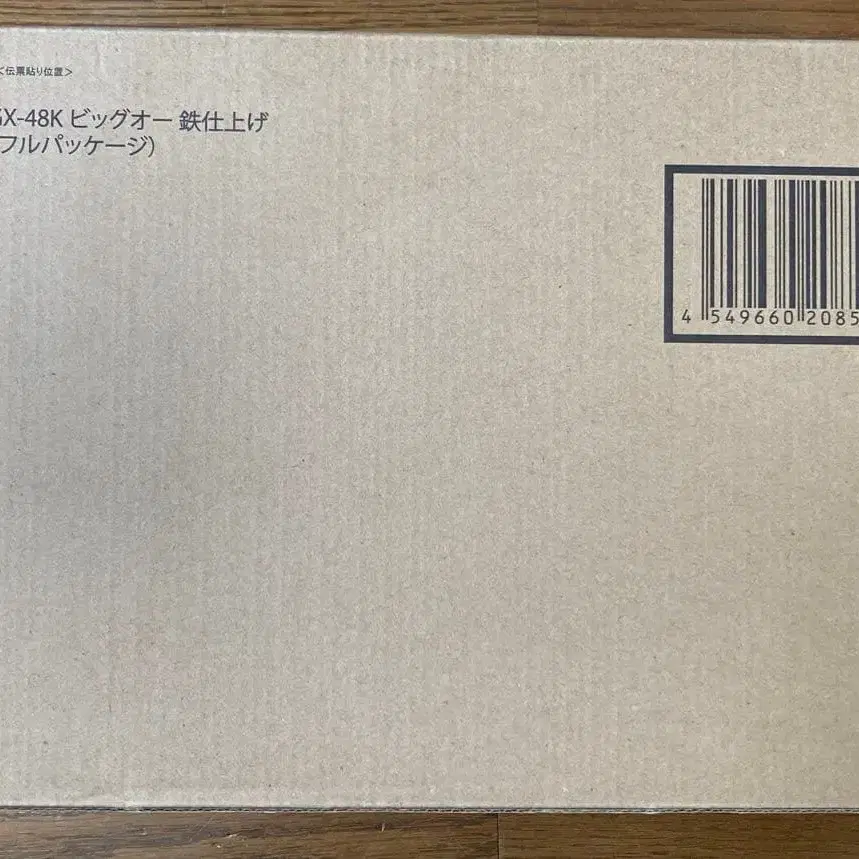 <伝票貼り位置>
GX-48K ビッグオー 鉄仕上げ
フルパッケージ)
4 549660 2085